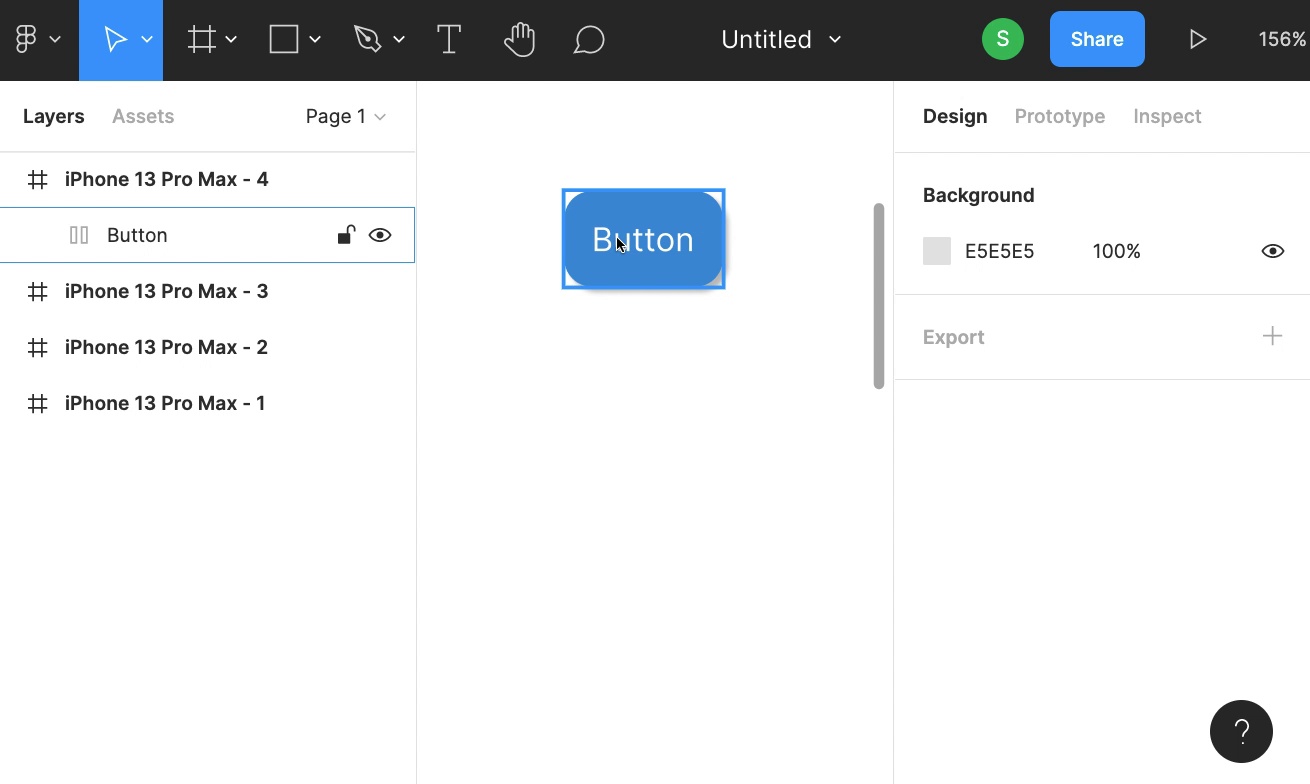 Untitled
S
Share
156%
Layers
Assets
Page 1
iPhone 13 Pro Max - 4
Button
iPhone 13 Pro Max - 3
iPhone 13 Pro Max - 2
iPhone 13 Pro Max - 1
Button
Design
Prototype
Inspect
Background
E5E5E5
100%
Export
?